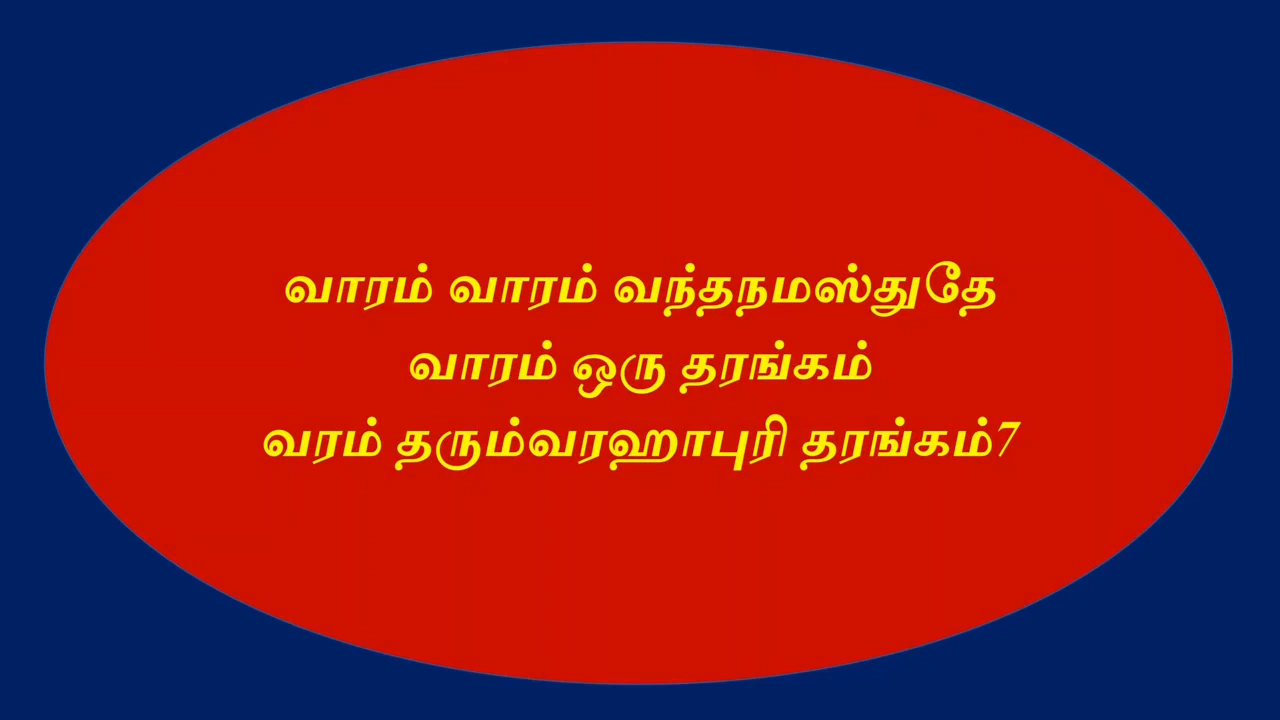 வாரம் வாரம் வந்தநமஸ்துதே
வாரம் ஒரு தரங்கம்
வரம் தரும்வரஹாபுரி தரங்கம்7